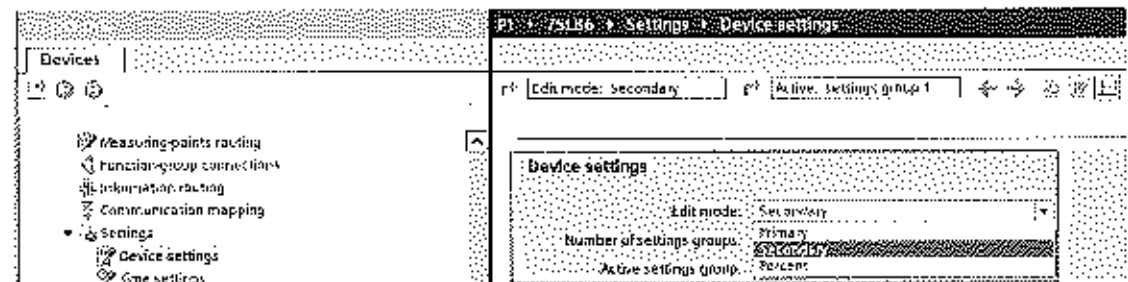 P1 ▸ 7SL86 ▸ Settings ▸ Device settings
Devices
Edit mode: Secondary
Active: settings group 1
Measuring-points routing
Function-group connections
Information routing
Communication mapping
Settings
Device settings
Time settings
Device settings
Edit mode: Secondary
Primary
Number of settings groups:
Secondary
Active settings group:
Percent